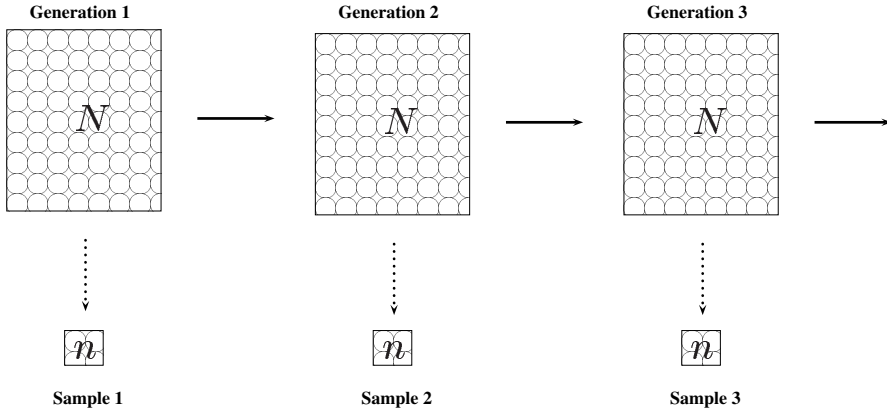 Generation 1
Generation 2
Generation 3
N
N
N
n
n
n
Sample 1
Sample 2
Sample 3